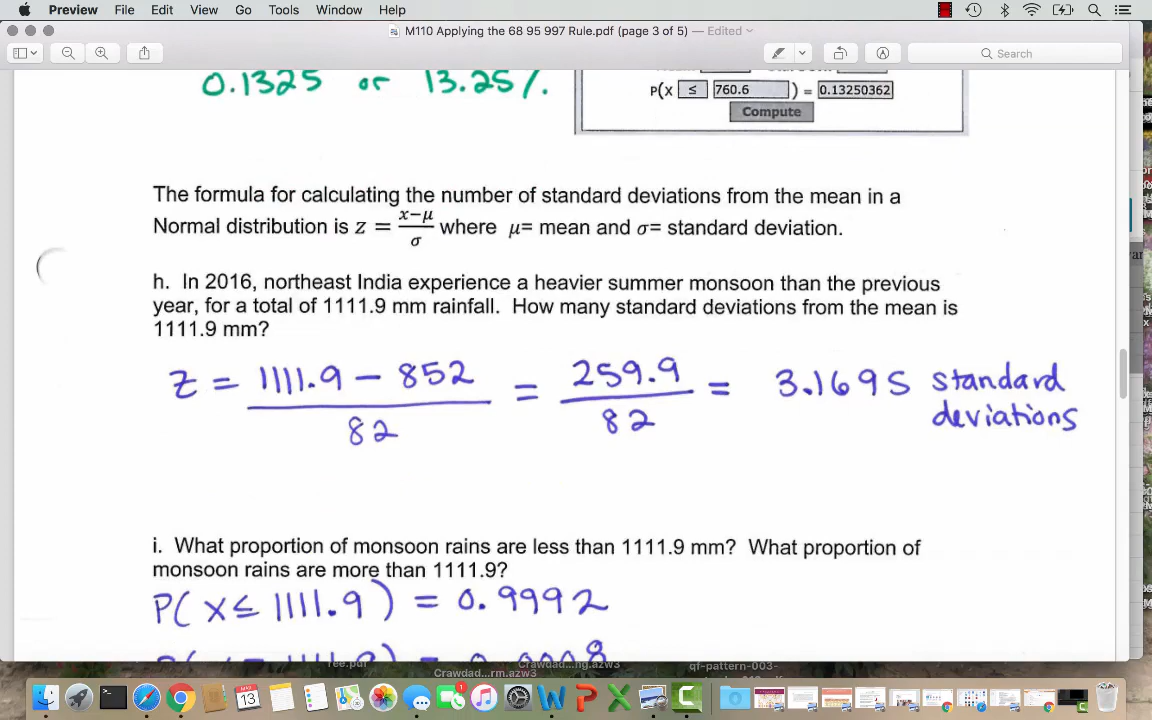 Preview File Edit View Go Tools Window Help
M110 Applying the 68 95 997 Rule.pdf (page 3 of 5) — Edited
Search
0.1325 or 13.25%.
P(x ≤ 760.6 ) = 0.13250362
Compute
The formula for calculating the number of standard deviations from the mean in a
Normal distribution is z = x−μ/σ where μ= mean and σ= standard deviation.
h. In 2016, northeast India experience a heavier summer monsoon than the previous
year, for a total of 1111.9 mm rainfall. How many standard deviations from the mean is
1111.9 mm?
z = 1111.9 − 852 / 82 = 259.9 / 82 = 3.1695 standard
deviations
i. What proportion of monsoon rains are less than 1111.9 mm? What proportion of
monsoon rains are more than 1111.9?
P( x ≤ 1111.9 ) = 0.9992
Crawdad...rm.azw3
qf-pattern-003-